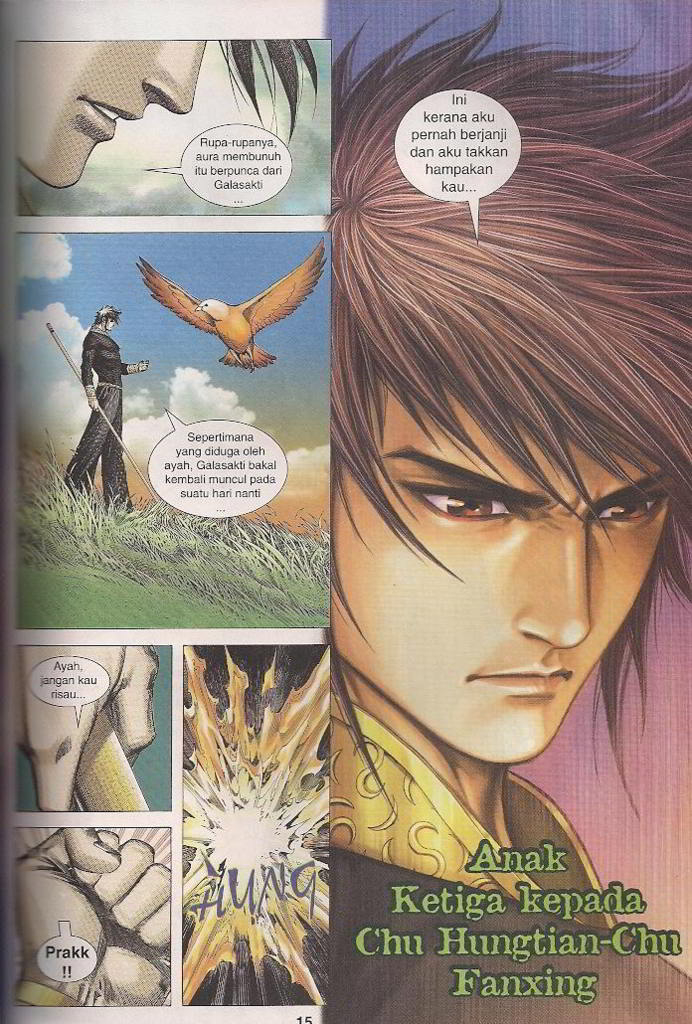 Rupa-rupanya,
aura membunuh
itu berpunca dari
Galasakti
...
Sepertimana
yang diduga oleh
ayah, Galasakti bakal
kembali muncul pada
suatu hari nanti
...
Ayah,
jangan kau
risau...
Prakk
!!
HUNG
15
Ini
kerana aku
pernah berjanji
dan aku takkan
hampakan
kau...
Anak
Ketiga kepada
Chu Hungtian-Chu
Fanxing